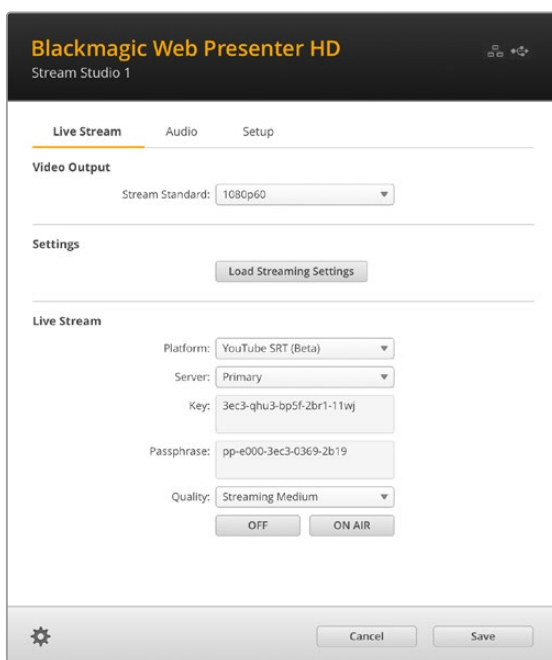 Blackmagic Web Presenter HD
Stream Studio 1
Live Stream Audio Setup
Video Output
Stream Standard: 1080p60
Settings
Load Streaming Settings
Live Stream
Platform: YouTube SRT (Beta)
Server: Primary
Key: 3ec3-qhu3-bp5f-2br1-11wj
Passphrase: pp-e000-3ec3-0369-2b19
Quality: Streaming Medium
OFF ON AIR
Cancel Save